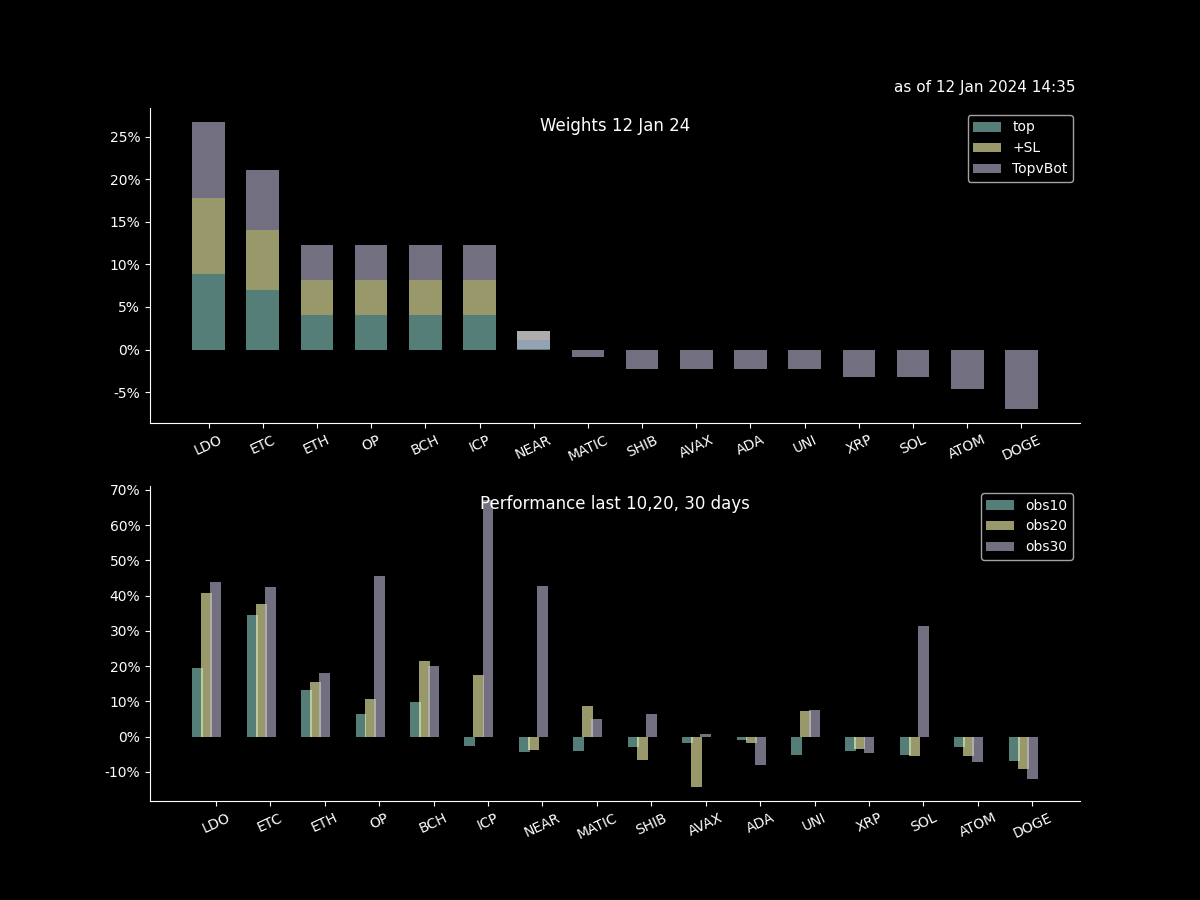 as of 12 Jan 2024 14:35
Weights 12 Jan 24
top
+SL
TopvBot
25%
20%
15%
10%
5%
0%
-5%
LDO ETC ETH OP BCH ICP NEAR MATIC SHIB AVAX ADA UNI XRP SOL ATOM DOGE
Performance last 10,20, 30 days
obs10
obs20
obs30
70%
60%
50%
40%
30%
20%
10%
0%
-10%
LDO ETC ETH OP BCH ICP NEAR MATIC SHIB AVAX ADA UNI XRP SOL ATOM DOGE